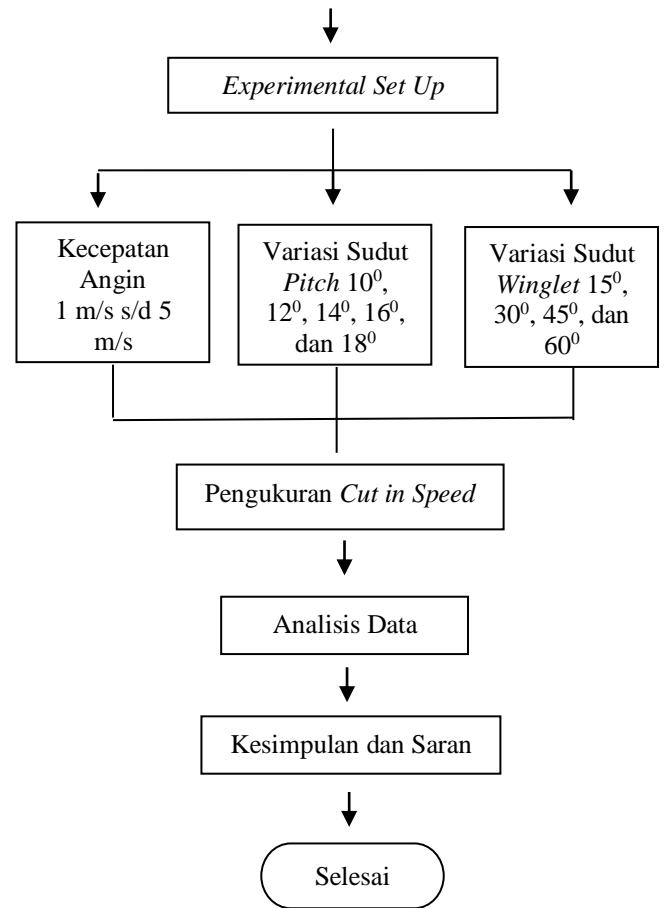 Experimental Set Up
Kecepatan
Angin
1 m/s s/d 5
m/s
Variasi Sudut
Pitch 10⁰,
12⁰, 14⁰, 16⁰,
dan 18⁰
Variasi Sudut
Winglet 15⁰,
30⁰, 45⁰, dan
60⁰
Pengukuran Cut in Speed
Analisis Data
Kesimpulan dan Saran
Selesai